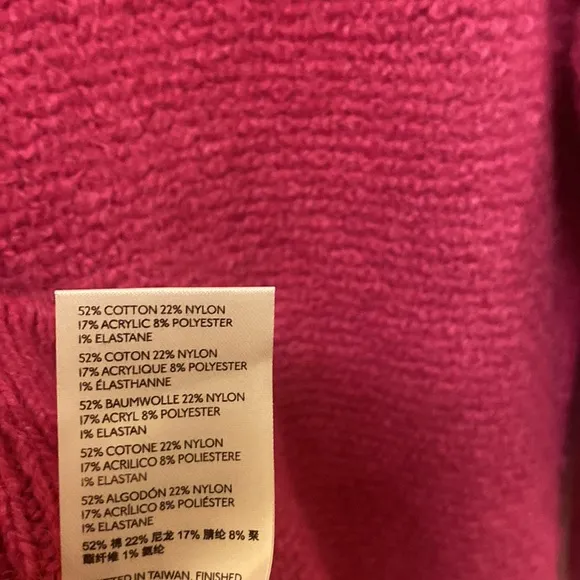 52% COTTON 22% NYLON
17% ACRYLIC 8% POLYESTER
1% ELASTANE
52% COTON 22% NYLON
17% ACRYLIQUE 8% POLYESTER
1% ÉLASTHANNE
52% BAUMWOLLE 22% NYLON
17% ACRYL 8% POLYESTER
1% ELASTAN
52% COTONE 22% NYLON
17% ACRILICO 8% POLIESTERE
1% ELASTAN
52% ALGODÓN 22% NYLON
17% ACRÍLICO 8% POLIÉSTER
1% ELASTANE
52% 棉 22% 尼龙 17% 腈纶 8% 聚
酯纤维 1% 氨纶
IN TAIWAN, FINISHED